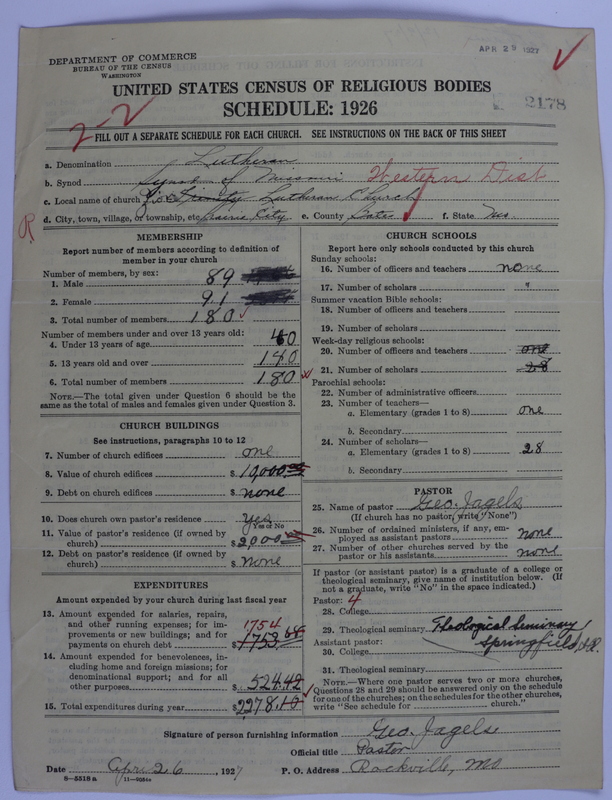 APR 29 1927
DEPARTMENT OF COMMERCE
BUREAU OF THE CENSUS
WASHINGTON
UNITED STATES CENSUS OF RELIGIOUS BODIES
SCHEDULE: 1926
2178
2-2
FILL OUT A SEPARATE SCHEDULE FOR EACH CHURCH. SEE INSTRUCTIONS ON THE BACK OF THIS SHEET
a. Denomination Lutheran
b. Synod Synod of Missouri Western Dist
c. Local name of church Trinity Lutheran Church
R
d. City, town, village, or township, etc. Prairie City e. County Bates f. State Mo.
MEMBERSHIP
Report number of members according to definition of
member in your church
Number of members, by sex:
1. Male 89
2. Female 91
3. Total number of members 180
Number of members under and over 13 years old:
4. Under 13 years of age 40
5. 13 years old and over 140
6. Total number of members 180
NOTE.—The total given under Question 6 should be the
same as the total of males and females given under Question 3.
CHURCH BUILDINGS
See instructions, paragraphs 10 to 12
7. Number of church edifices one
8. Value of church edifices $10,000.00
9. Debt on church edifices $ none
10. Does church own pastor's residence yes
Yes or No
11. Value of pastor's residence (if owned by
church) $2,000
12. Debt on pastor's residence (if owned by
church) $ none
EXPENDITURES
Amount expended by your church during last fiscal year
13. Amount expended for salaries, repairs,
and other running expenses; for im-
provements or new buildings; and for
payments on church debt 1754 $1753.68
14. Amount expended for benevolences, in-
cluding home and foreign missions; for
denominational support; and for all
other purposes $524.42
15. Total expenditures during year $2278.10
CHURCH SCHOOLS
Report here only schools conducted by this church
Sunday schools:
16. Number of officers and teachers none
17. Number of scholars "
Summer vacation Bible schools:
18. Number of officers and teachers
19. Number of scholars
Week-day religious schools:
20. Number of officers and teachers one
21. Number of scholars 28
Parochial schools:
22. Number of administrative officers
23. Number of teachers—
a. Elementary (grades 1 to 8) one
b. Secondary
24. Number of scholars—
a. Elementary (grades 1 to 8) 28
b. Secondary
PASTOR
25. Name of pastor Geo. Jagels
(If church has no pastor, write "None")
26. Number of ordained ministers, if any, em-
ployed as assistant pastors none
27. Number of other churches served by the
pastor or his assistants none
If pastor (or assistant pastor) is a graduate of a college or
theological seminary, give name of institution below. (If
not a graduate, write "No" in the space indicated.)
Pastor: 4
28. College
29. Theological seminary Theological Seminary
Assistant pastor: Springfield, Ill.
30. College
31. Theological seminary
NOTE.—Where one pastor serves two or more churches,
Questions 28 and 29 should be answered only on the schedule
for one of the churches; on the schedules for the other churches,
write "See schedule for church."
Signature of person furnishing information Geo. Jagels
Official title Pastor
Date April 26, 1927 P. O. Address Rockville, Mo
8—5518 a